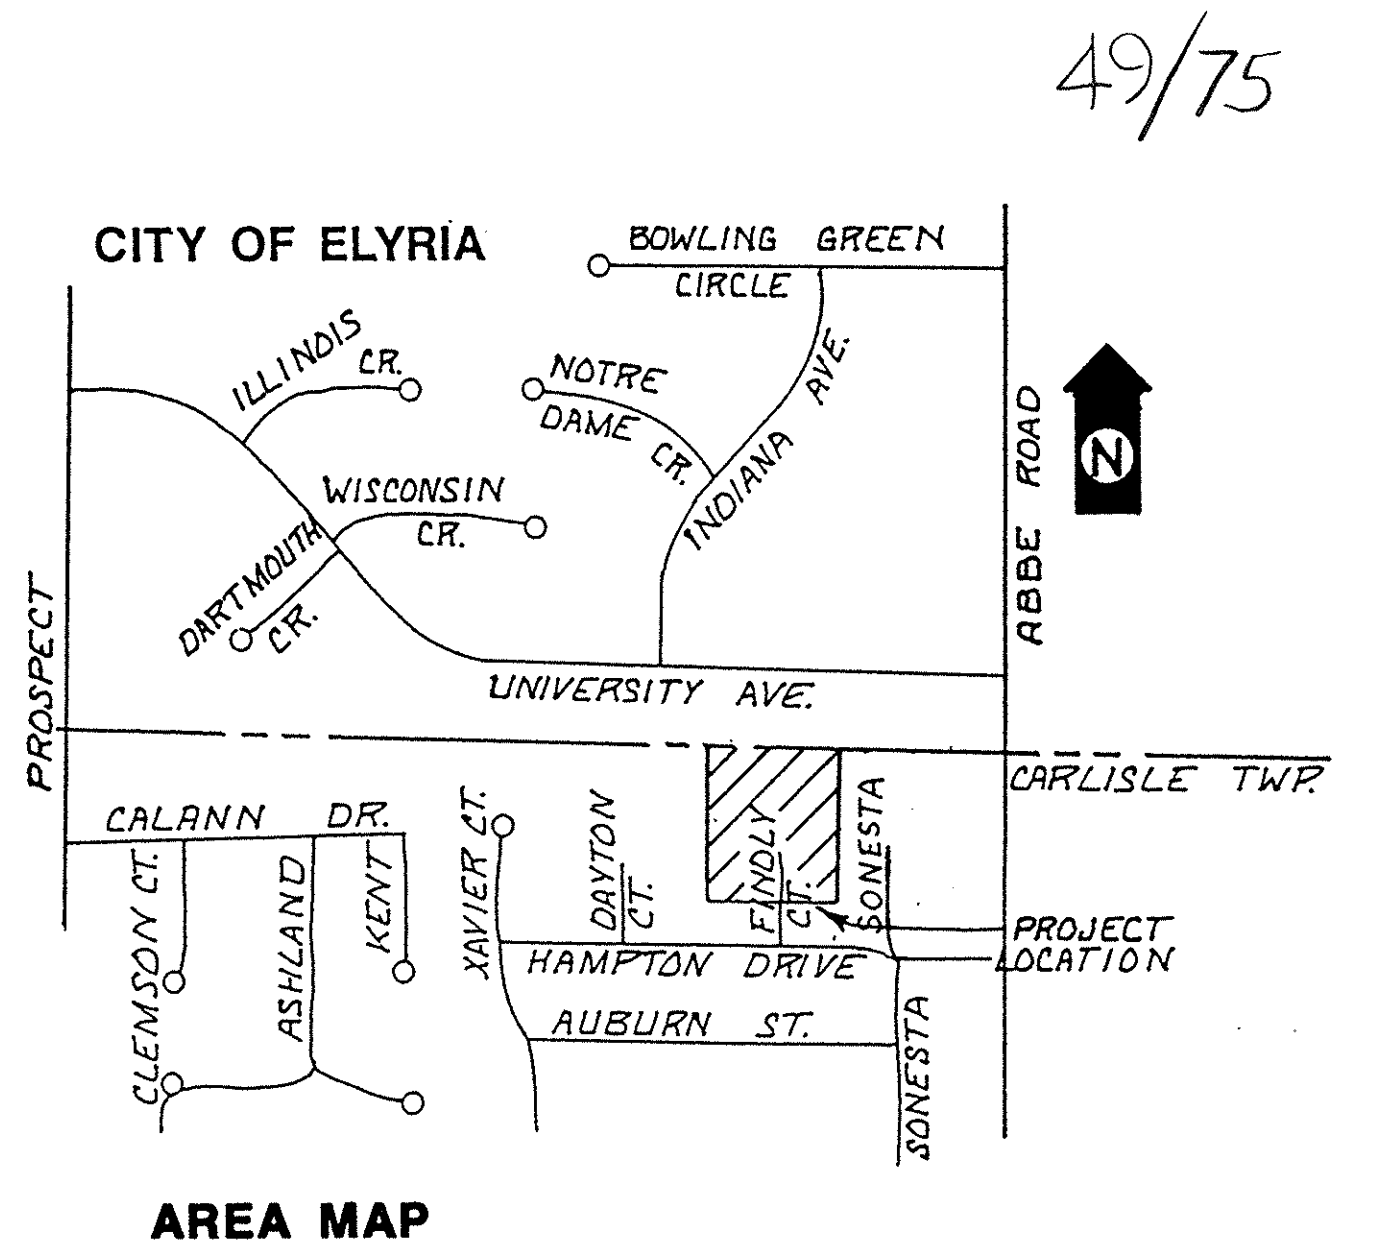 49/75
CITY OF ELYRIA
BOWLING GREEN
CIRCLE
ILLINOIS
CR.
NOTRE
DAME
CR.
INDIANA AVE.
ABBE ROAD
N
WISCONSIN
CR.
DARTMOUTH
CR.
PROSPECT
UNIVERSITY AVE.
CARLISLE TWP.
CALANN DR.
CLEMSON CT.
ASHLAND
KENT
XAVIER CT.
DAYTON
CT.
FINDLY
CT.
SONESTA
PROJECT
LOCATION
HAMPTON DRIVE
AUBURN ST.
SONESTA
AREA MAP